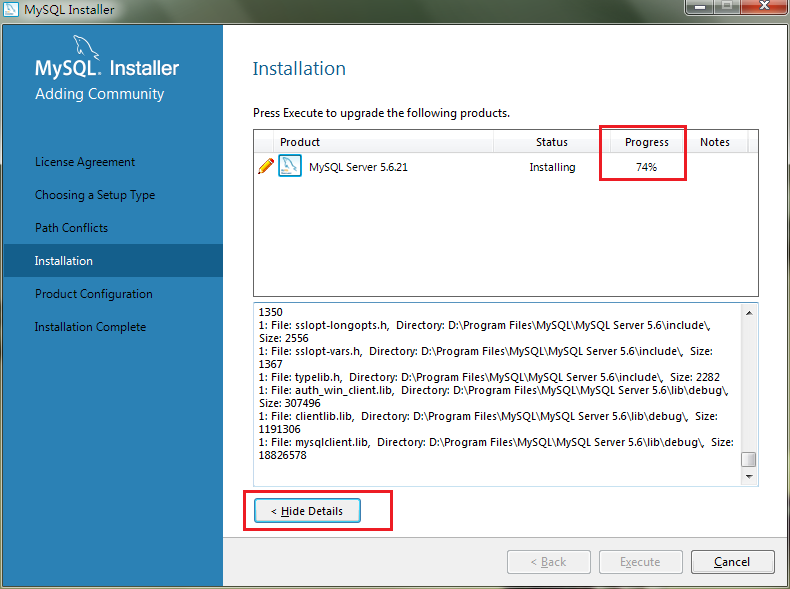 MySQL Installer
MySQL. Installer
Adding Community
License Agreement
Choosing a Setup Type
Path Conflicts
Installation
Product Configuration
Installation Complete
Installation
Press Execute to upgrade the following products.
Product Status Progress Notes
MySQL Server 5.6.21 Installing 74%
1350
1: File: sslopt-longopts.h,  Directory: D:\Program Files\MySQL\MySQL Server 5.6\include\,
Size: 2556
1: File: sslopt-vars.h,  Directory: D:\Program Files\MySQL\MySQL Server 5.6\include\,  Size:
1367
1: File: typelib.h,  Directory: D:\Program Files\MySQL\MySQL Server 5.6\include\,  Size: 2282
1: File: auth_win_client.lib,  Directory: D:\Program Files\MySQL\MySQL Server 5.6\lib\debug\,
Size: 307496
1: File: clientlib.lib,  Directory: D:\Program Files\MySQL\MySQL Server 5.6\lib\debug\,  Size:
1191306
1: File: mysqlclient.lib,  Directory: D:\Program Files\MySQL\MySQL Server 5.6\lib\debug\,  Size:
18826578
< Hide Details
< Back
Execute
Cancel